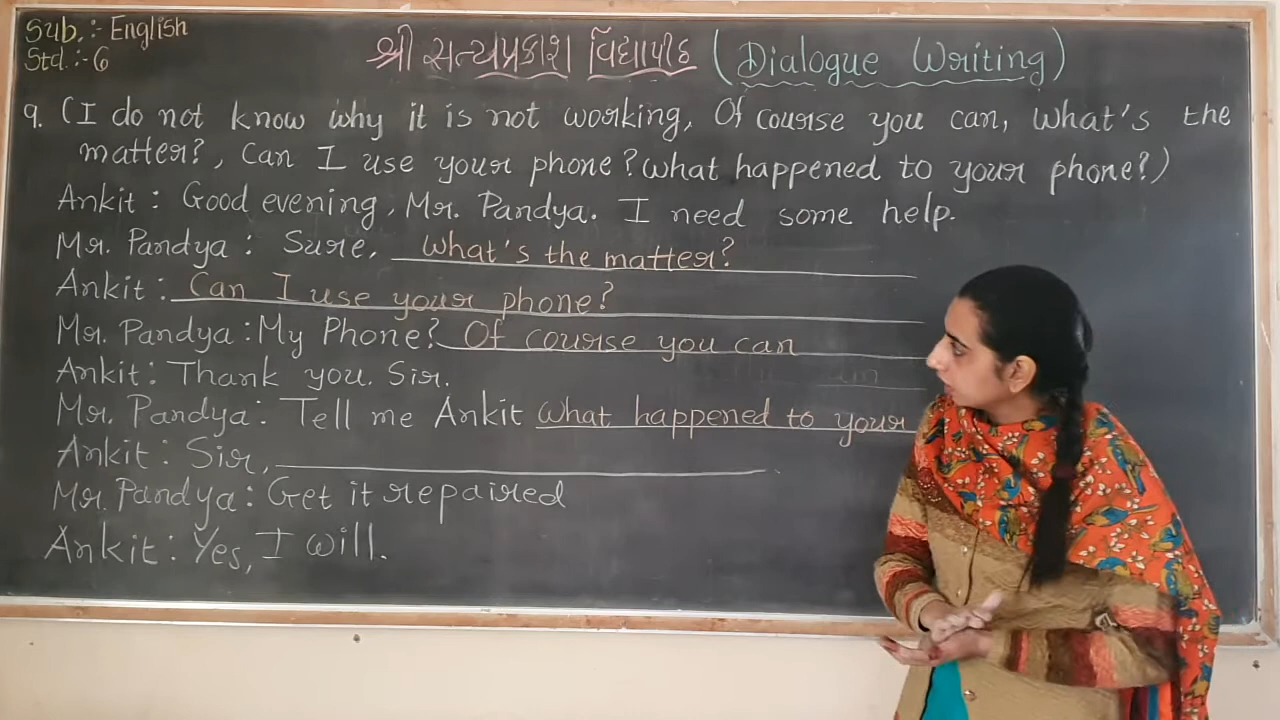 Sub.:- English
Std.:- 6
શ્રી સત્યપ્રકાશ વિદ્યાપીઠ (Dialogue Writing)
9. (I do not know why it is not working, Of course you can, What's the
matter?, Can I use your phone? What happened to your phone?)
Ankit : Good evening, Mr. Pandya. I need some help.
Mr. Pandya : Sure, What's the matter?
Ankit : Can I use your phone?
Mr. Pandya : My Phone? Of course you can
Ankit : Thank you. Sir.
Mr. Pandya : Tell me Ankit What happened to your
Ankit : Sir,
Mr. Pandya : Get it repaired
Ankit : Yes, I will.